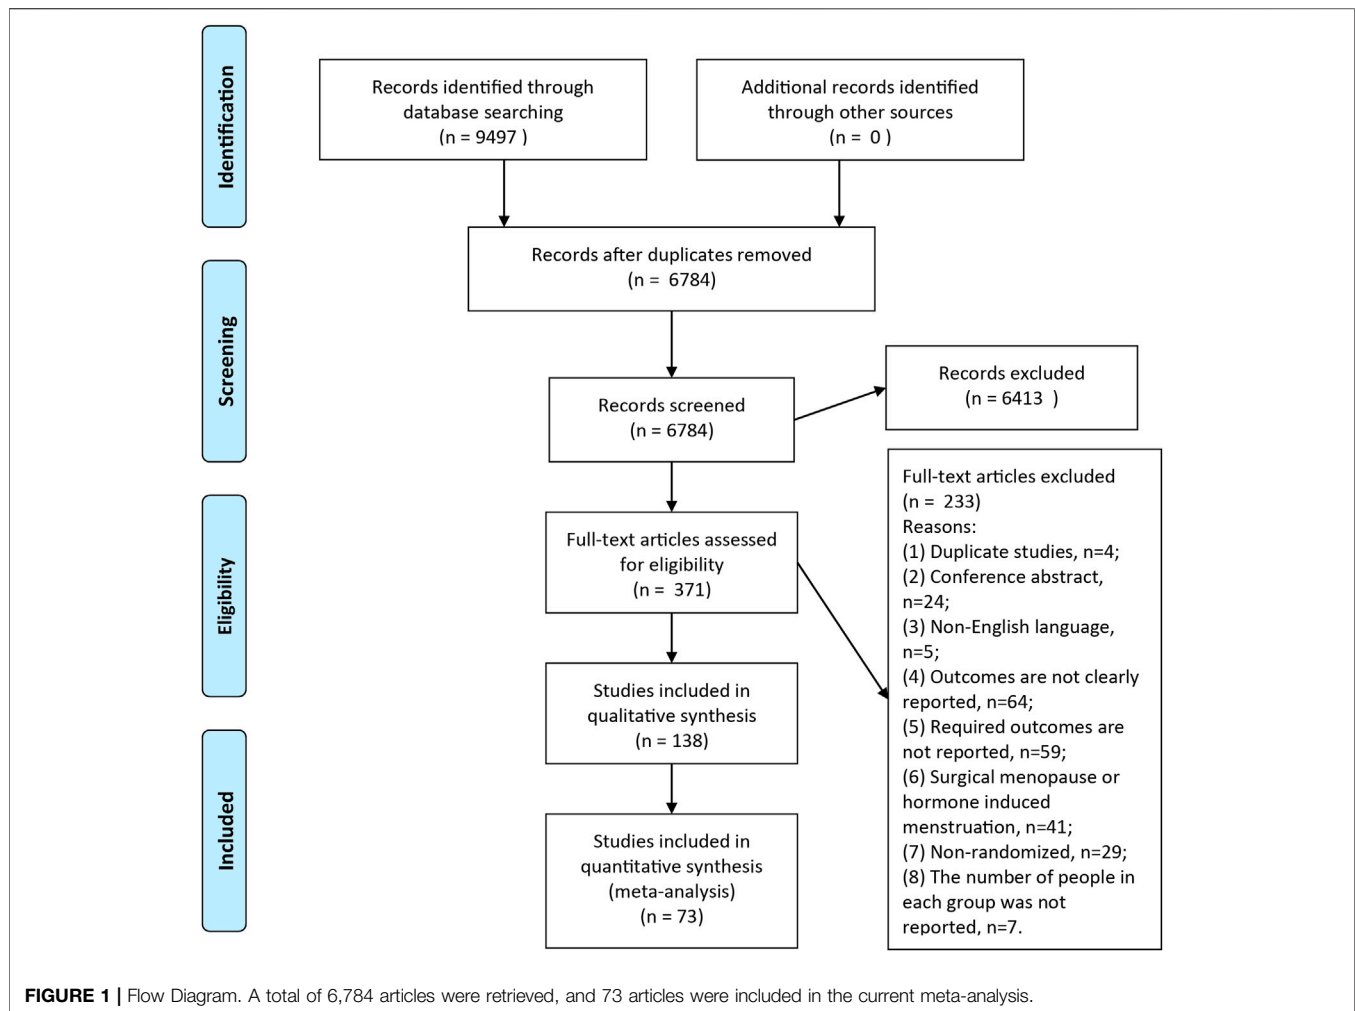 Identification
Records identified through
database searching
(n = 9497 )
Additional records identified
through other sources
(n = 0 )
Records after duplicates removed
(n = 6784)
Screening
Records screened
(n = 6784)
Records excluded
(n = 6413 )
Eligibility
Full-text articles assessed
for eligibility
(n = 371)
Full-text articles excluded
(n = 233)
Reasons:
(1) Duplicate studies, n=4;
(2) Conference abstract,
n=24;
(3) Non-English language,
n=5;
(4) Outcomes are not clearly
reported, n=64;
(5) Required outcomes are
not reported, n=59;
(6) Surgical menopause or
hormone induced
menstruation, n=41;
(7) Non-randomized, n=29;
(8) The number of people in
each group was not
reported, n=7.
Studies included in
qualitative synthesis
(n = 138)
Included
Studies included in
quantitative synthesis
(meta-analysis)
(n = 73)
FIGURE 1 | Flow Diagram. A total of 6,784 articles were retrieved, and 73 articles were included in the current meta-analysis.